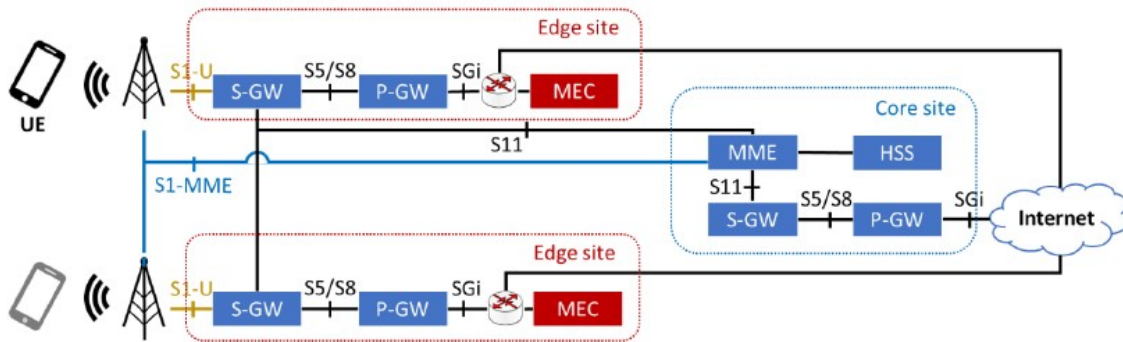 Edge site
S1-U
S-GW
S5/S8
P-GW
SGi
MEC
UE
Core site
S11
MME
HSS
S1-MME
S11
S-GW
S5/S8
P-GW
SGi
Internet
Edge site
S1-U
S-GW
S5/S8
P-GW
SGi
MEC